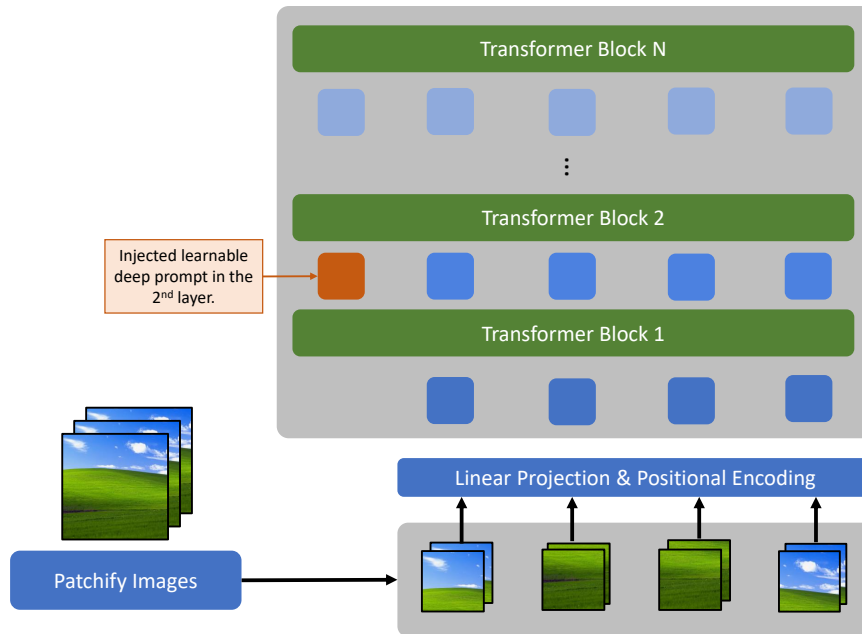 Transformer Block N
...
Transformer Block 2
Injected learnable
deep prompt in the
2nd layer.
Transformer Block 1
Linear Projection & Positional Encoding
Patchify Images